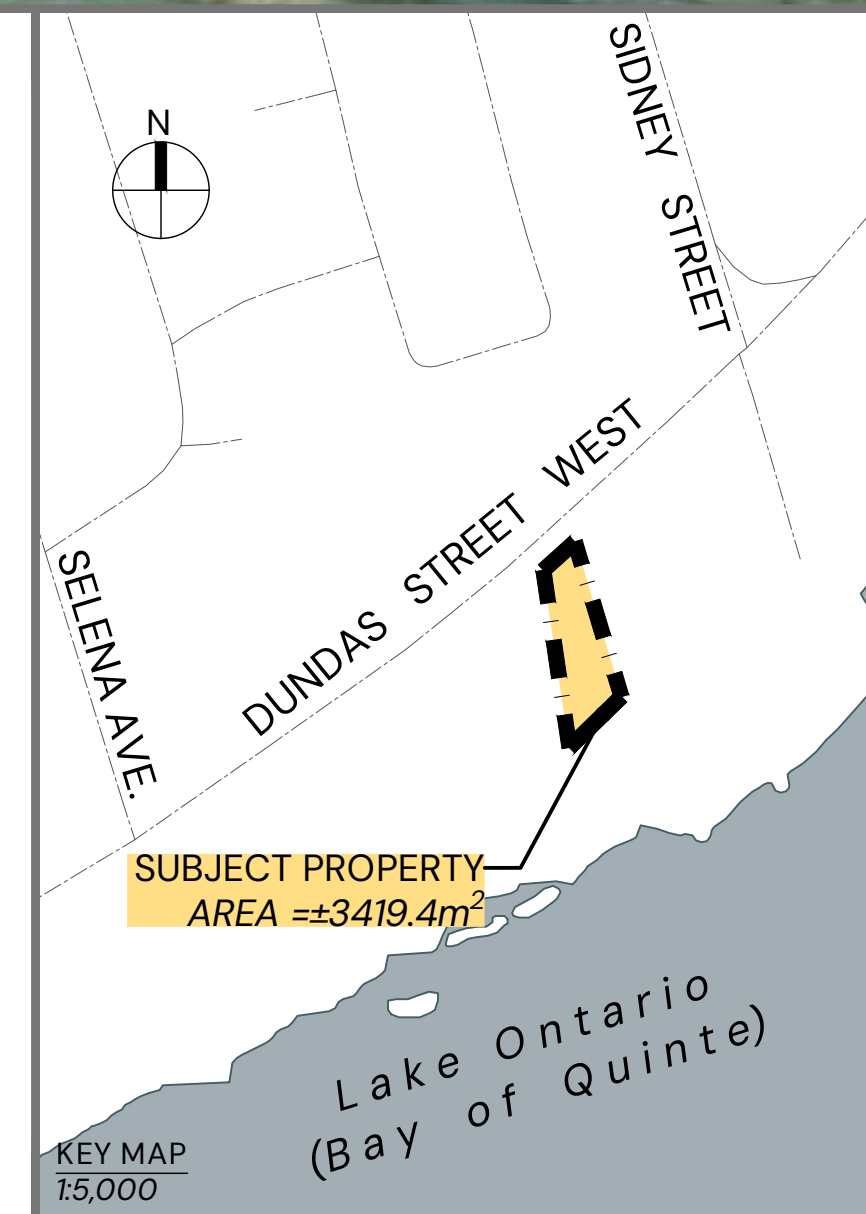 N
SIDNEY STREET
DUNDAS STREET WEST
SELENA AVE.
SUBJECT PROPERTY
AREA =±3419.4m²
Lake Ontario
(Bay of Quinte)
KEY MAP
1:5,000